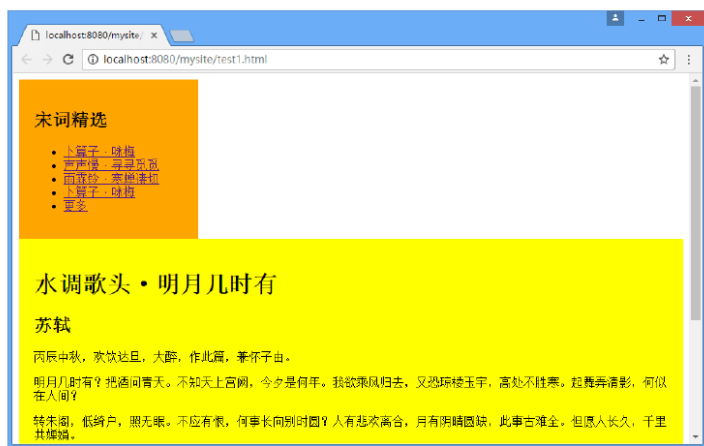 localhost:8080/mysite/
localhost:8080/mysite/test1.html
宋词精选
卜算子·咏梅
声声慢·寻寻觅觅
雨霖铃·寒蝉凄切
卜算子·咏梅
更多
水调歌头·明月几时有
苏轼
丙辰中秋，欢饮达旦，大醉，作此篇，兼怀子由。
明月几时有？把酒问青天。不知天上宫阙，今夕是何年。我欲乘风归去，又恐琼楼玉宇，高处不胜寒。起舞弄清影，何似
在人间？
转朱阁，低绮户，照无眠。不应有恨，何事长向别时圆？人有悲欢离合，月有阴晴圆缺，此事古难全。但愿人长久，千里
共婵娟。